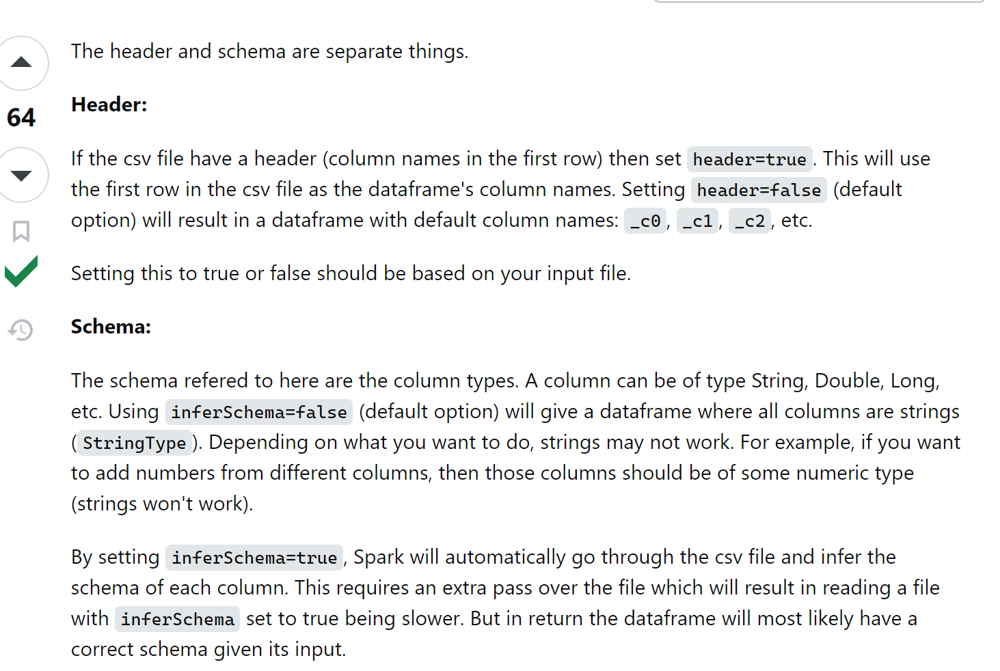 The header and schema are separate things.
Header:
64
If the csv file have a header (column names in the first row) then set header=true. This will use
the first row in the csv file as the dataframe's column names. Setting header=false (default
option) will result in a dataframe with default column names: _c0, _c1, _c2, etc.
Setting this to true or false should be based on your input file.
Schema:
The schema refered to here are the column types. A column can be of type String, Double, Long,
etc. Using inferSchema=false (default option) will give a dataframe where all columns are strings
(StringType). Depending on what you want to do, strings may not work. For example, if you want
to add numbers from different columns, then those columns should be of some numeric type
(strings won't work).
By setting inferSchema=true, Spark will automatically go through the csv file and infer the
schema of each column. This requires an extra pass over the file which will result in reading a file
with inferSchema set to true being slower. But in return the dataframe will most likely have a
correct schema given its input.